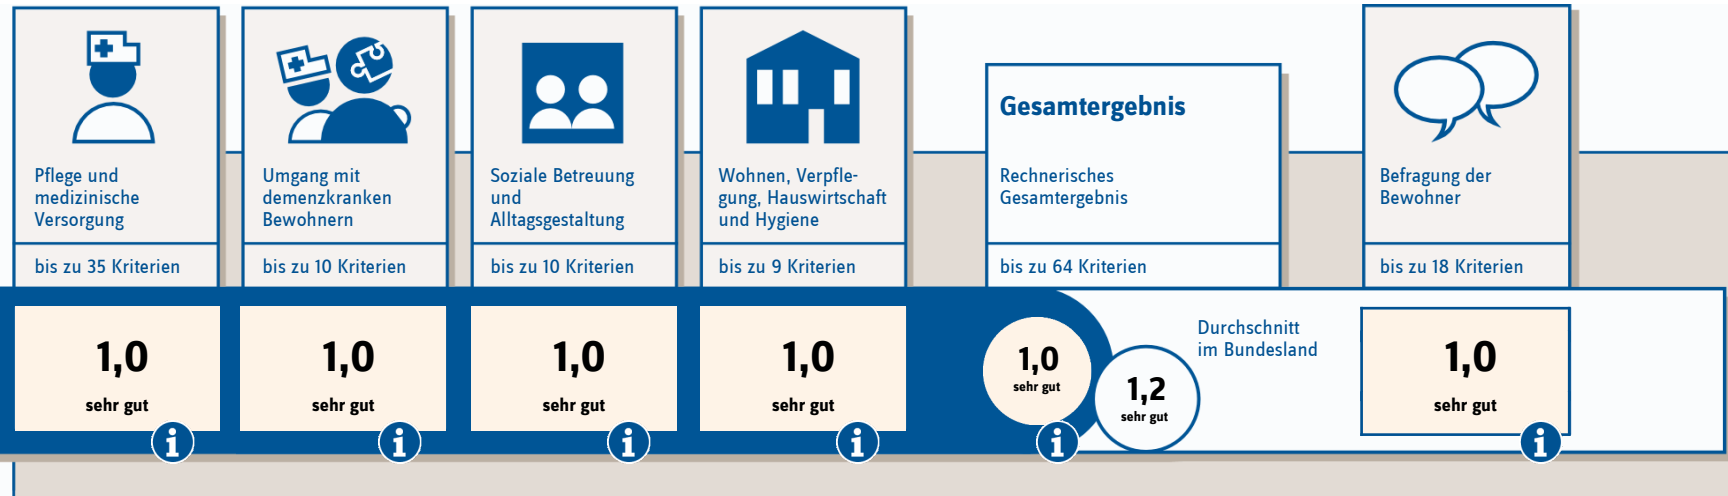 Pflege und
medizinische
Versorgung
bis zu 35 Kriterien
1,0
sehr gut
Umgang mit
demenzkranken
Bewohnern
bis zu 10 Kriterien
1,0
sehr gut
Soziale Betreuung
und
Alltagsgestaltung
bis zu 10 Kriterien
1,0
sehr gut
Wohnen, Verpfle-
gung, Hauswirtschaft
und Hygiene
bis zu 9 Kriterien
1,0
sehr gut
Gesamtergebnis
Rechnerisches
Gesamtergebnis
bis zu 64 Kriterien
1,0
sehr gut
1,2
sehr gut
Durchschnitt
im Bundesland
Befragung der
Bewohner
bis zu 18 Kriterien
1,0
sehr gut
i
i
i
i
i
i